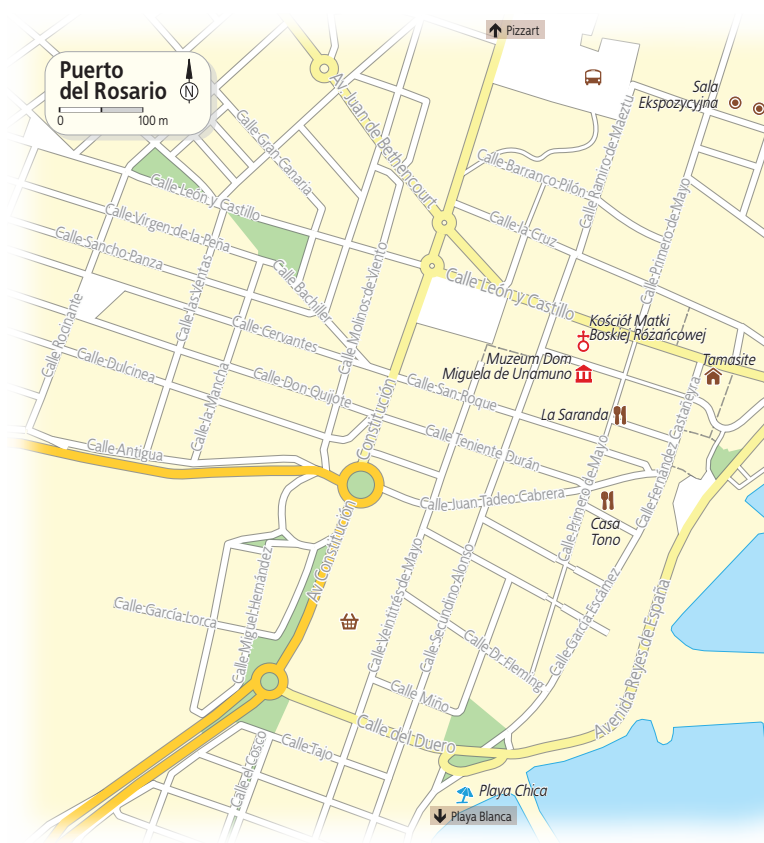 Pizzart
Puerto
del Rosario
N
0 100 m
Sala
Ekspozycyjna
Av. Juan de Bethencourt
Calle Gran Canaria
Calle Ramiro de Maeztu
Calle Barranco Pilón
Calle León y Castillo
Calle Primero de Mayo
Calle Virgen de la Peña
Calle la Cruz
Calle Sancho Panza
Calle Molinos de Viento
Calle Bachiller
Calle las Ventas
Calle León y Castillo
Calle Rocinante
Calle Cervantes
Kościół Matki
Boskiej Różańcowej
Muzeum Dom
Miguela de Unamuno
Tamasite
Calle Dulcinea
Calle Don Quijote
Calle la Mancha
Calle San Roque
La Saranda
Constitución
Calle Teniente Durán
Calle Antigua
Calle Primero de Mayo
Calle Fernández Castañeyra
Calle Juan Tadeo Cabrera
Casa
Tono
Av. Constitución
Calle Miguel Hernández
Calle García Lorca
Calle Veintitrés de Mayo
Calle Secundino Alonso
Calle García Escámez
Calle Dr. Fleming
Avenida Reyes de España
Calle Miño
Calle del Duero
Calle Tajo
Calle el Cosco
Playa Chica
Playa Blanca